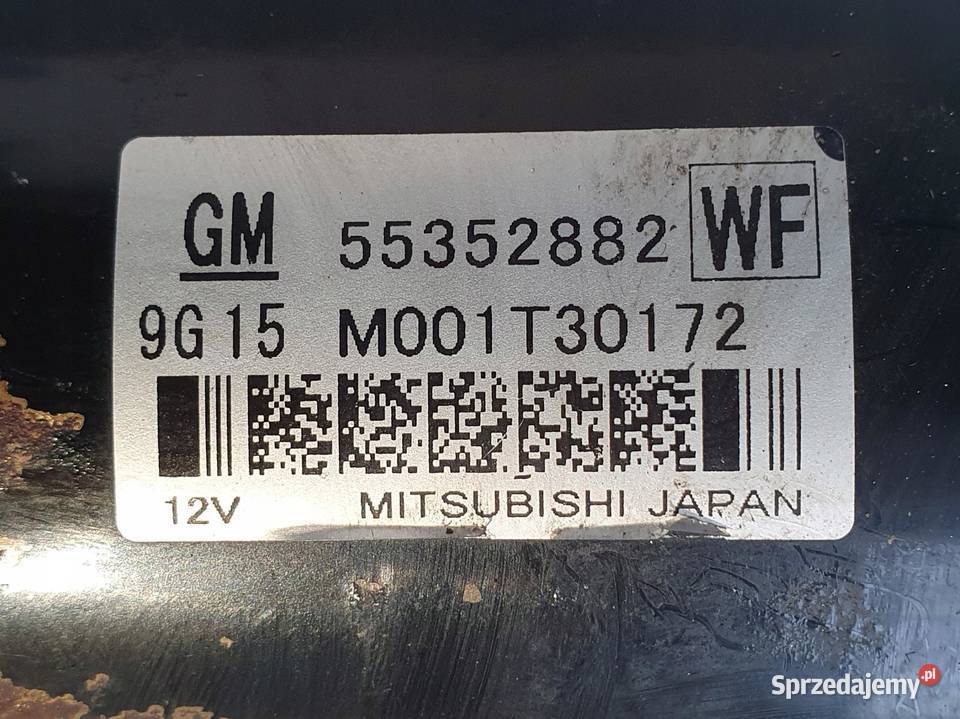 GM 55352882 WF
9G15 M001T30172
12V MITSUBISHI JAPAN
Sprzedajemy.pl